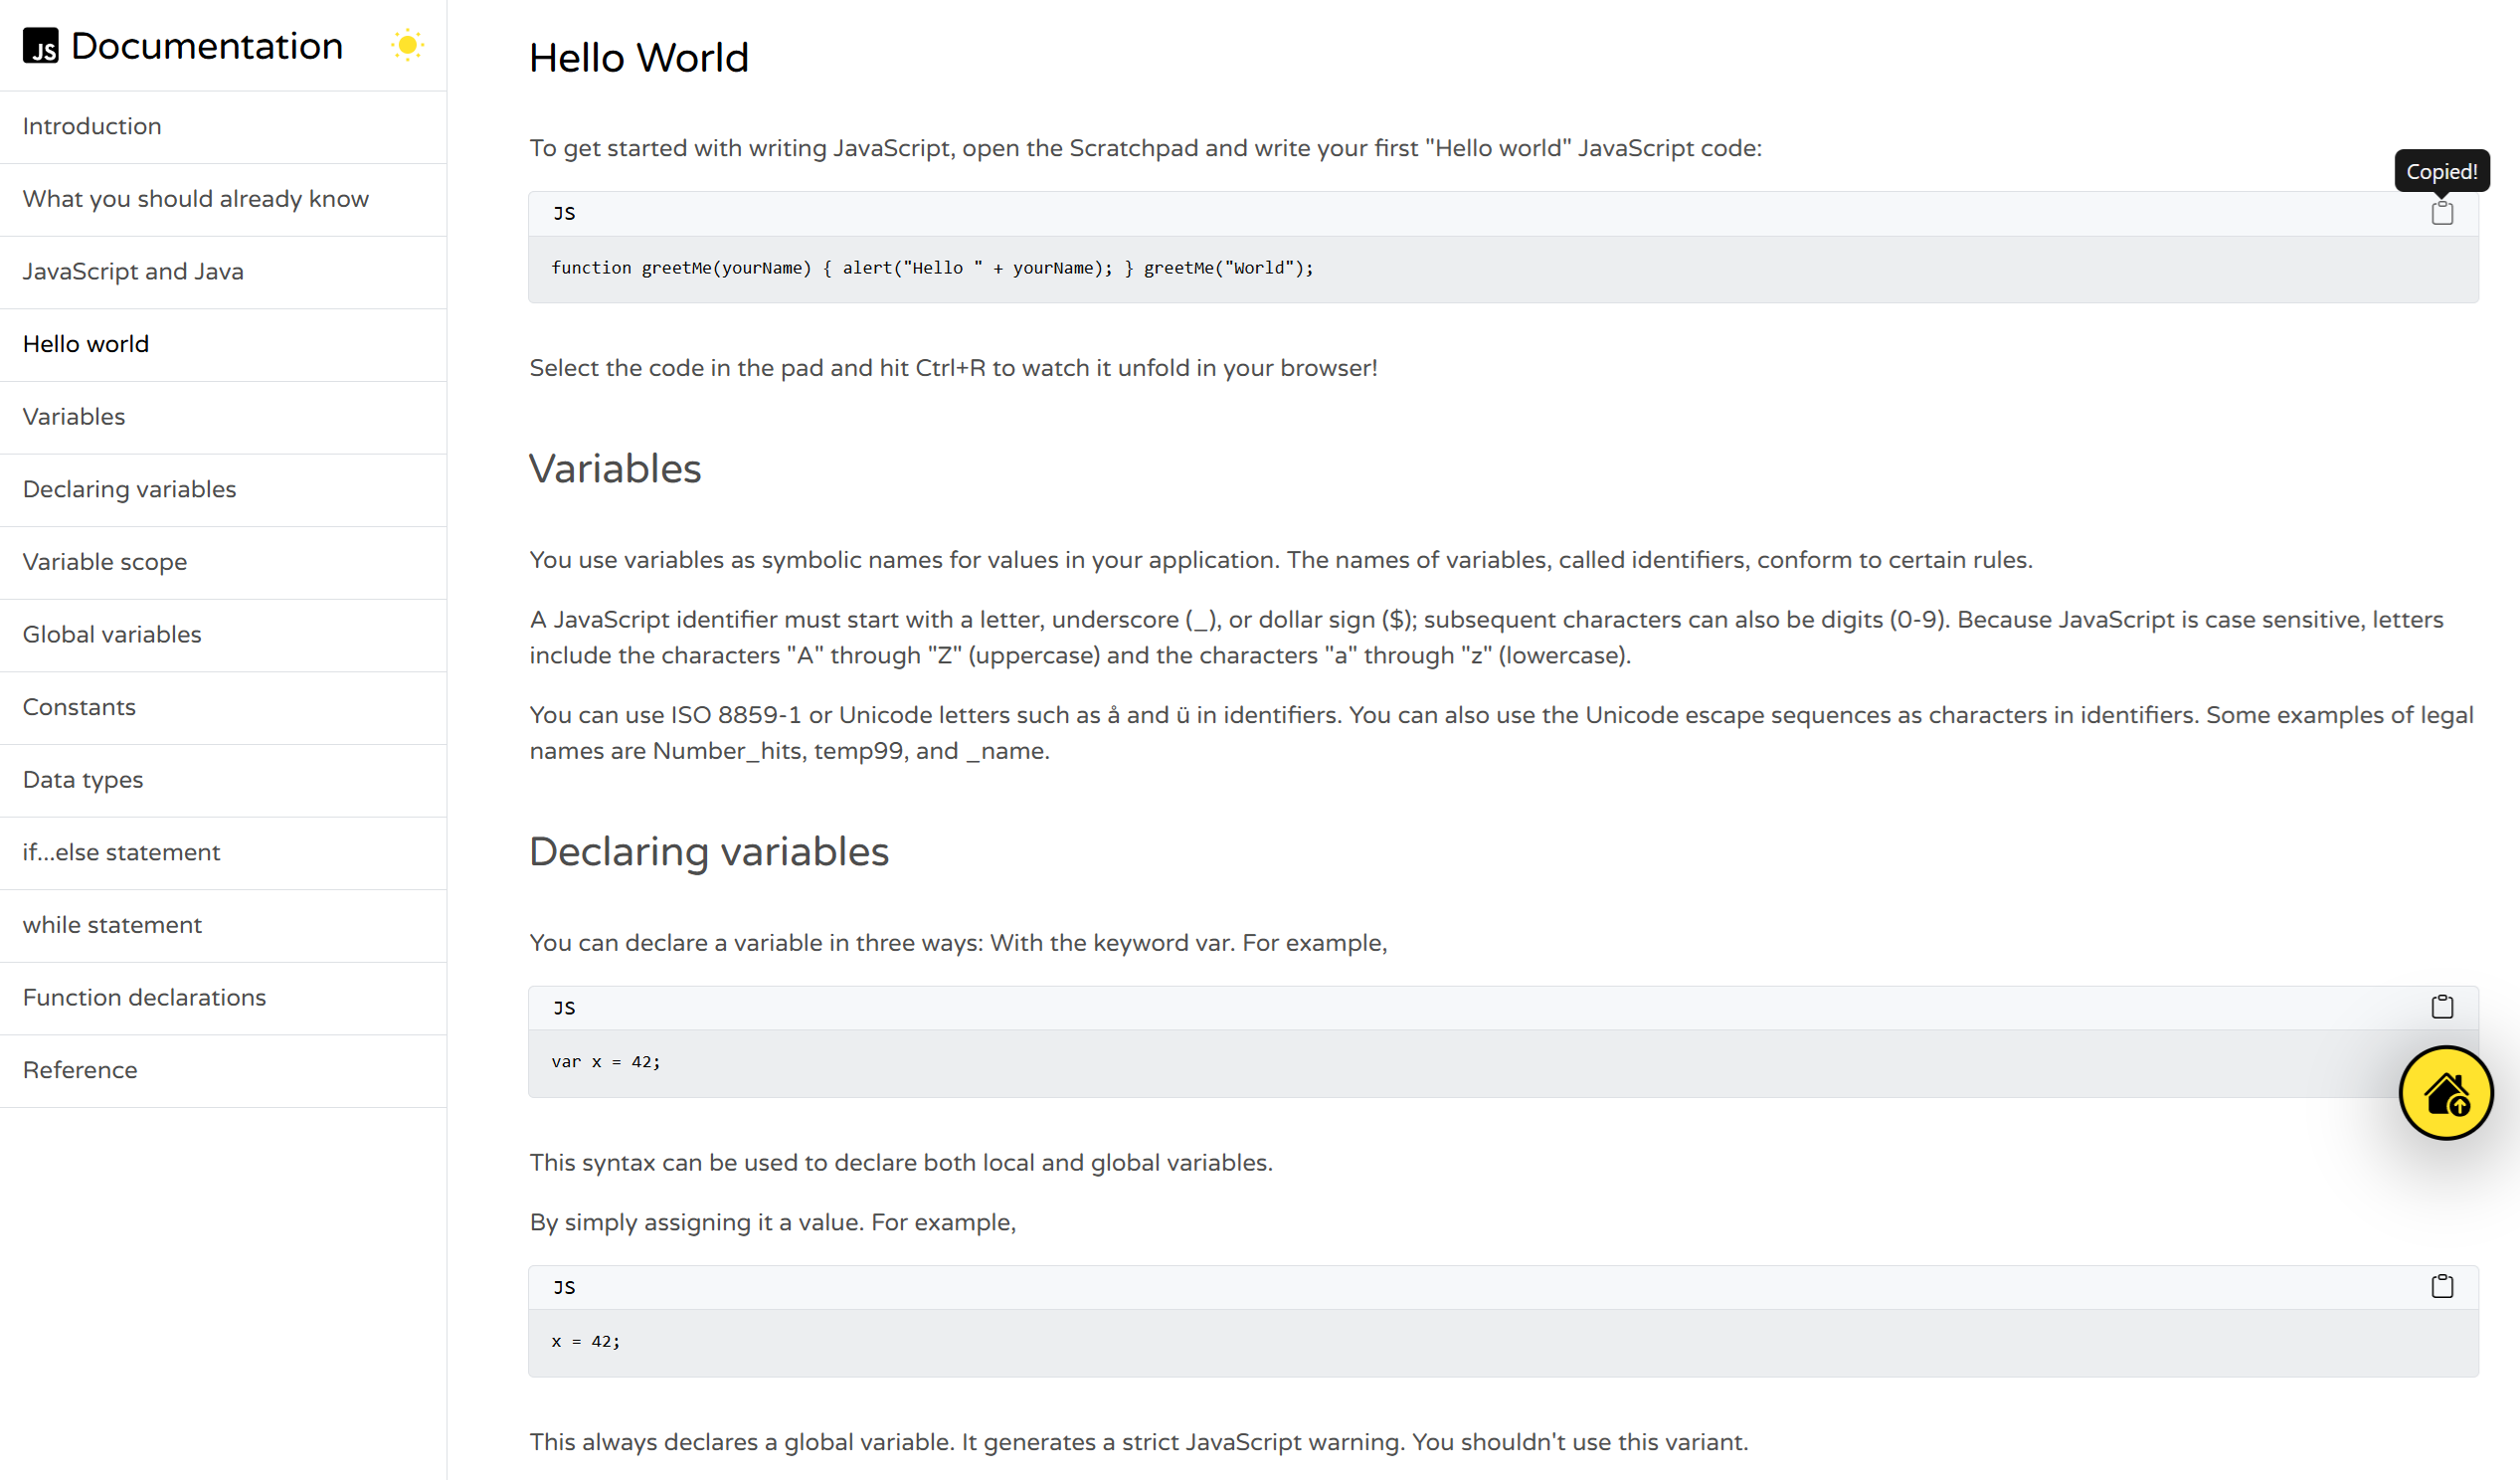 JS Documentation
Introduction
What you should already know
JavaScript and Java
Hello world
Variables
Declaring variables
Variable scope
Global variables
Constants
Data types
if...else statement
while statement
Function declarations
Reference
Hello World
To get started with writing JavaScript, open the Scratchpad and write your first "Hello world" JavaScript code:
Copied!
JS
function greetMe(yourName) { alert("Hello " + yourName); } greetMe("World");
Select the code in the pad and hit Ctrl+R to watch it unfold in your browser!
Variables
You use variables as symbolic names for values in your application. The names of variables, called identifiers, conform to certain rules.
A JavaScript identifier must start with a letter, underscore (_), or dollar sign ($); subsequent characters can also be digits (0-9). Because JavaScript is case sensitive, letters
include the characters "A" through "Z" (uppercase) and the characters "a" through "z" (lowercase).
You can use ISO 8859-1 or Unicode letters such as å and ü in identifiers. You can also use the Unicode escape sequences as characters in identifiers. Some examples of legal
names are Number_hits, temp99, and _name.
Declaring variables
You can declare a variable in three ways: With the keyword var. For example,
JS
var x = 42;
This syntax can be used to declare both local and global variables.
By simply assigning it a value. For example,
JS
x = 42;
This always declares a global variable. It generates a strict JavaScript warning. You shouldn't use this variant.